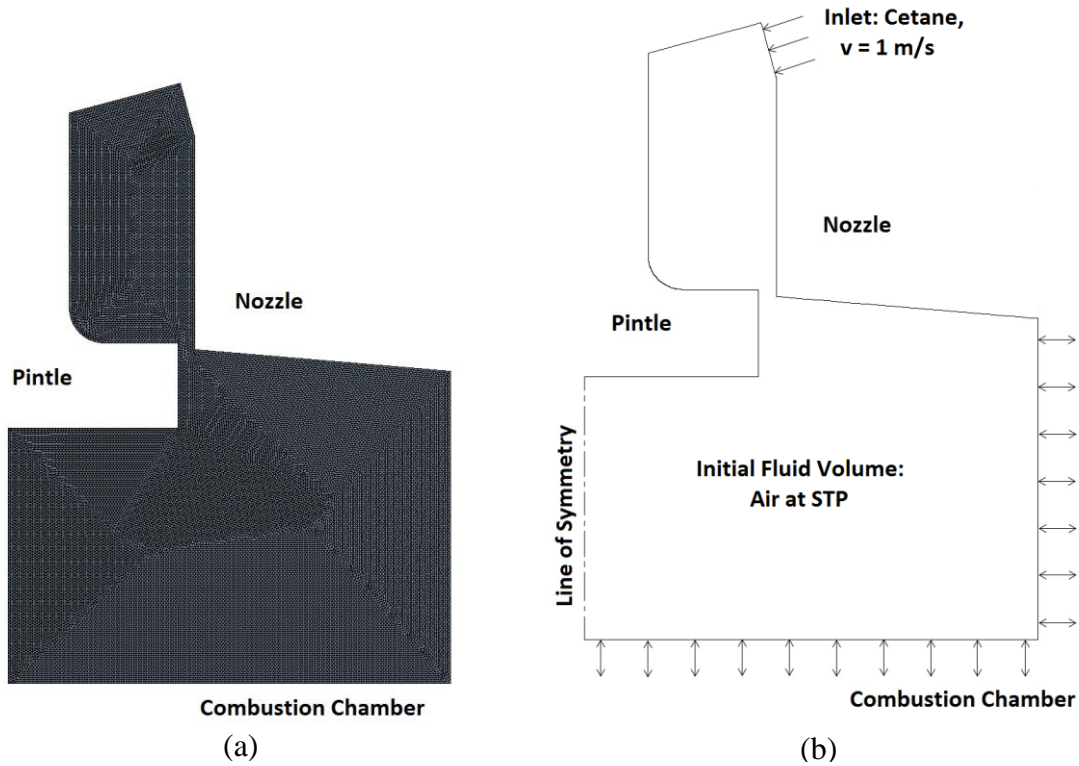 Nozzle
Pintle
Combustion Chamber
(a)
Inlet: Cetane,
v = 1 m/s
Nozzle
Pintle
Line of Symmetry
Initial Fluid Volume:
Air at STP
Combustion Chamber
(b)